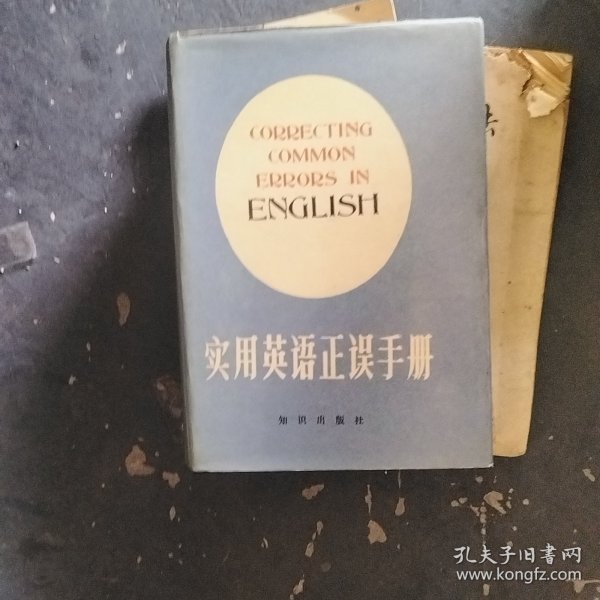 CORRECTING
COMMON
ERRORS IN
ENGLISH
实用英语正误手册
知识出版社
孔夫子旧书网
www.kongfz.com